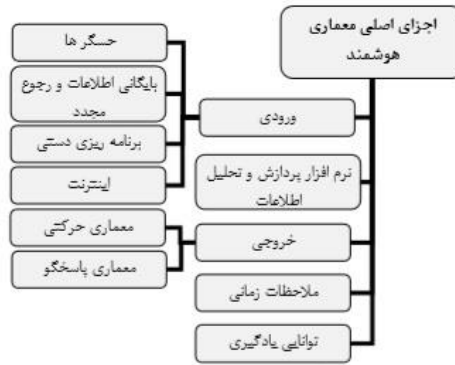 اجزای اصلی معماری
هوشمند
ورودی
حسگر ها
بایگانی اطلاعات و رجوع
مجدد
برنامه ریزی دستی
اینترنت
نرم افزار پردازش و تحلیل
اطلاعات
خروجی
معماری حرکتی
معماری پاسخگو
ملاحظات زمانی
توانایی یادگیری